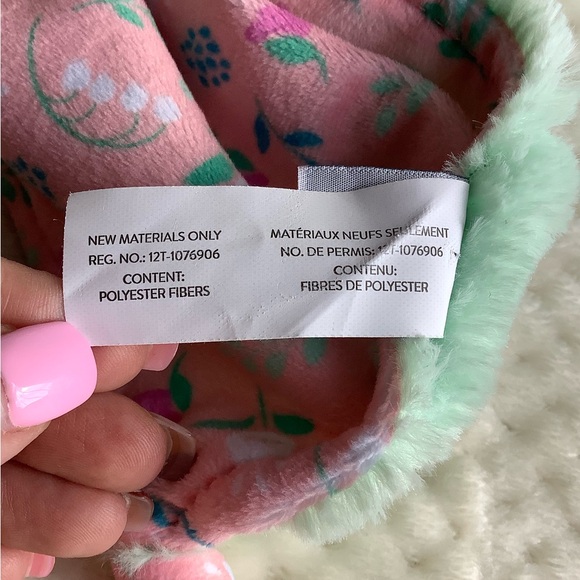 NEW MATERIALS ONLY
REG. NO.: 12T-1076906
CONTENT:
POLYESTER FIBERS
MATÉRIAUX NEUFS SEULEMENT
NO. DE PERMIS: 12T-1076906
CONTENU:
FIBRES DE POLYESTER